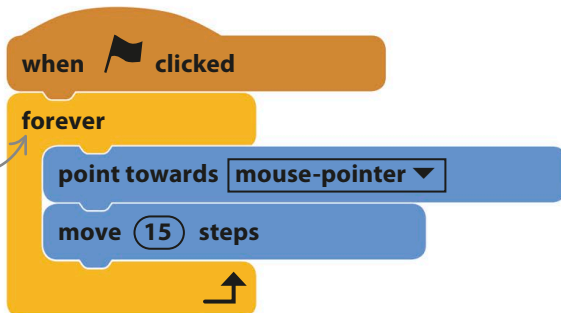 when clicked
forever
point towards mouse-pointer
move 15 steps